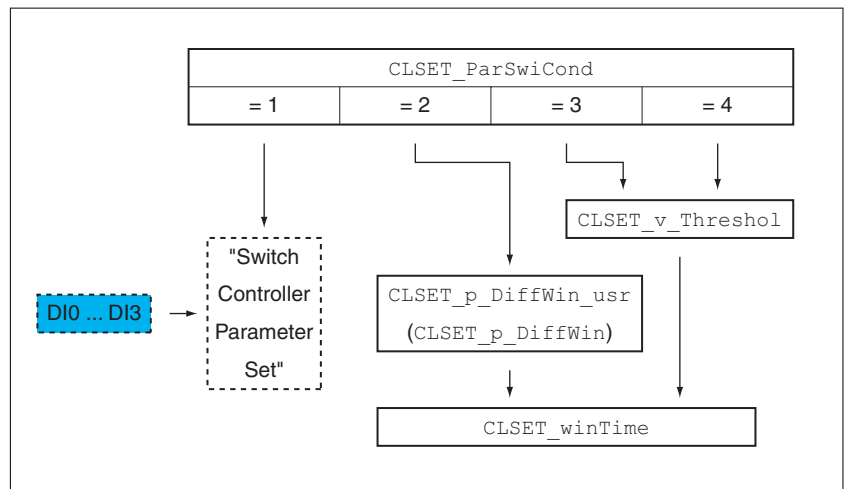 CLSET_ParSwiCond
= 1 = 2 = 3 = 4
CLSET_v_Threshol
"Switch
Controller
Parameter
Set"
DI0 ... DI3
CLSET_p_DiffWin_usr
(CLSET_p_DiffWin)
CLSET_winTime